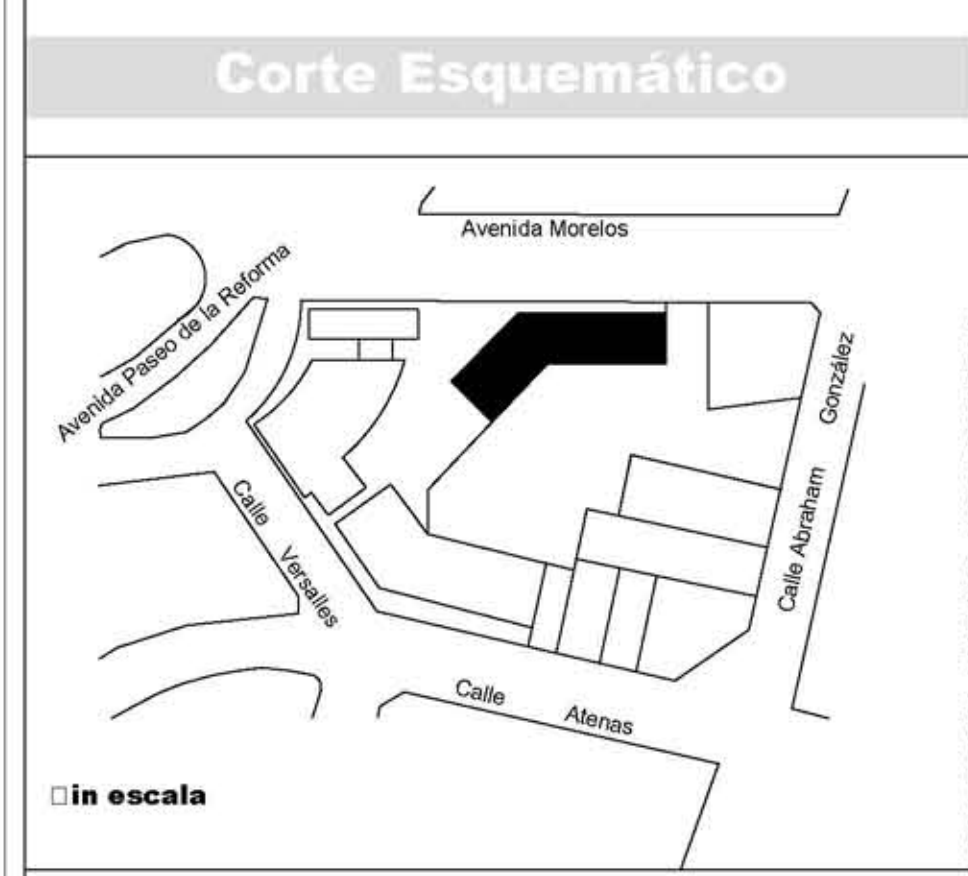 Corte Esquemático
Avenida Morelos
Avenida Paseo de la Reforma
Calle Abraham González
Calle Versalles
Calle Atenas
□in escala